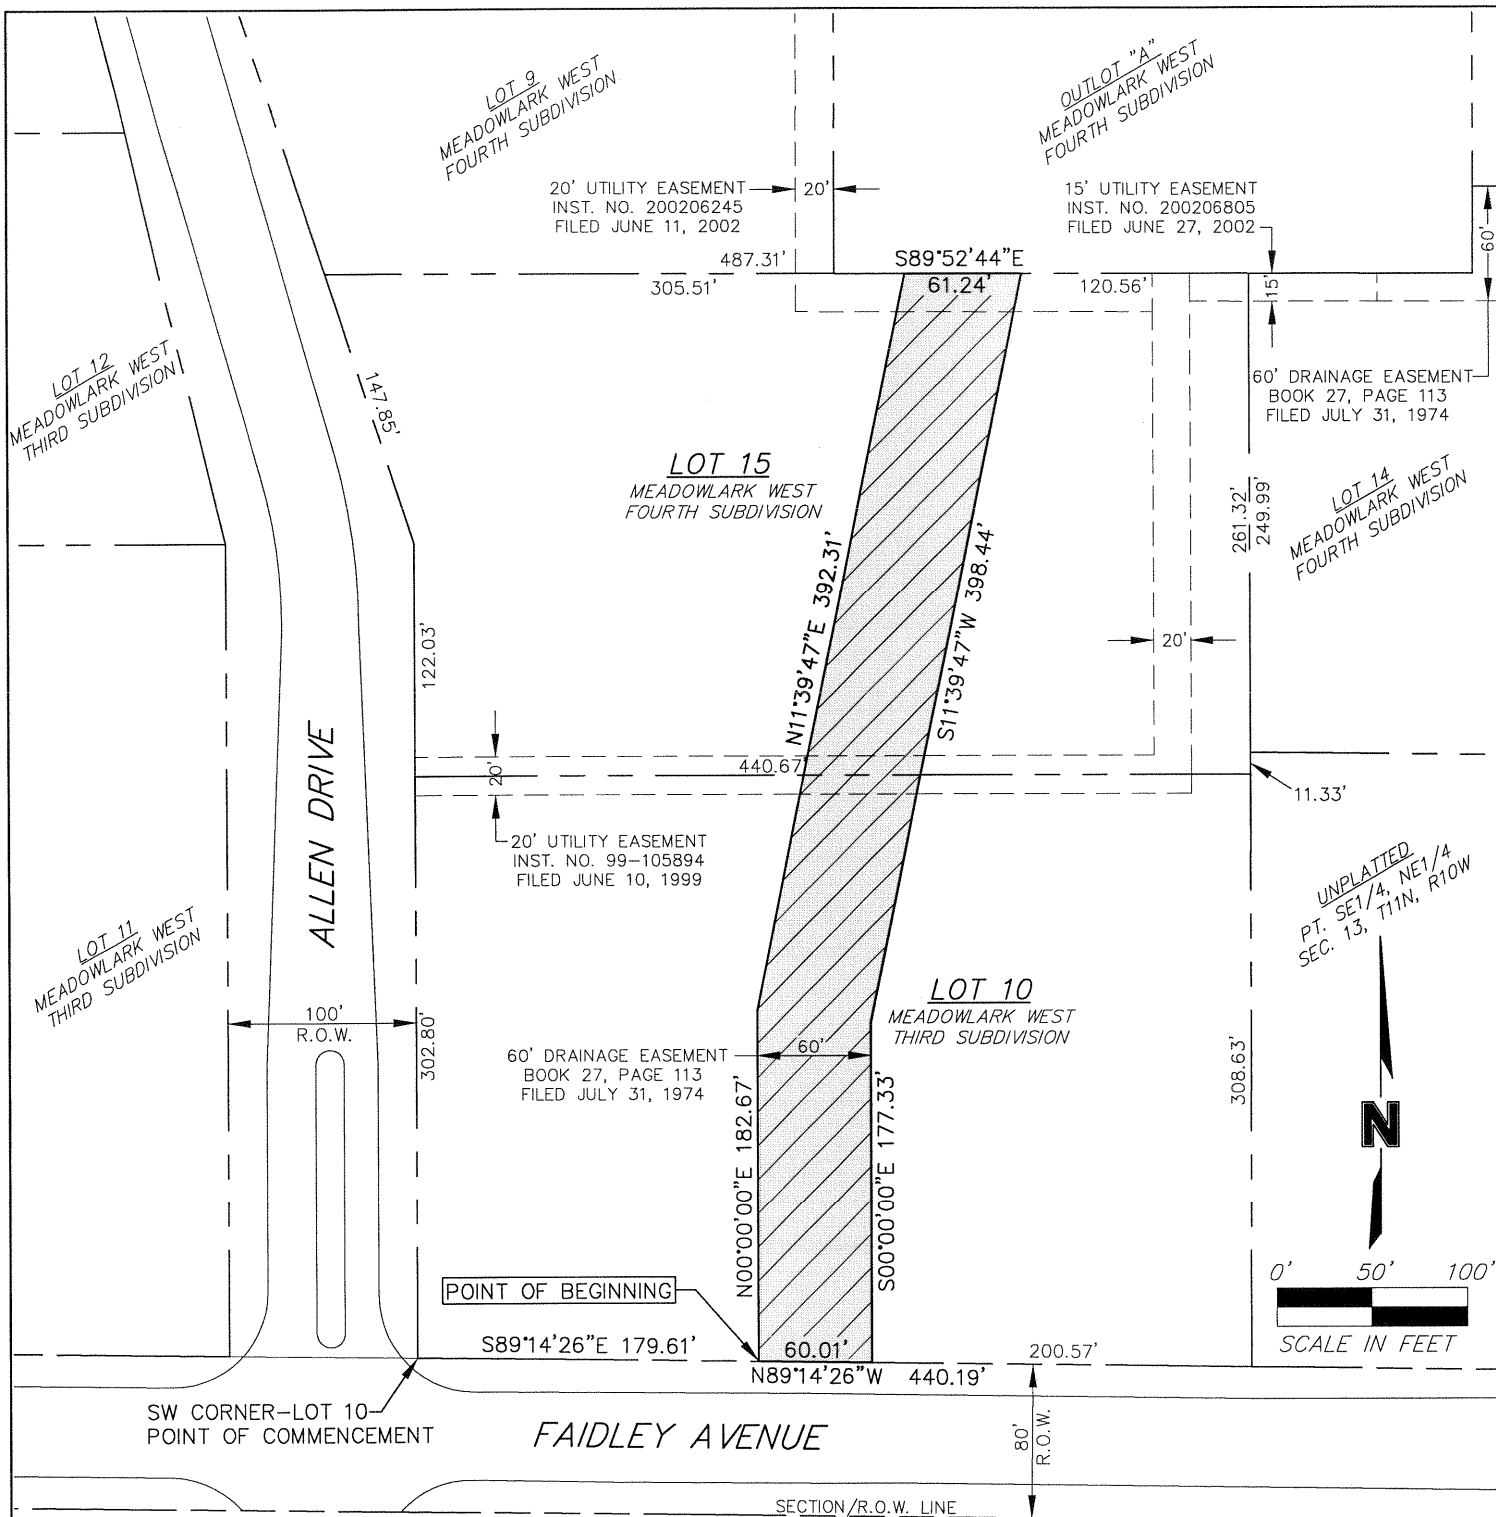 LOT 9
MEADOWLARK WEST
FOURTH SUBDIVISION
OUTLOT "A"
MEADOWLARK WEST
FOURTH SUBDIVISION
20' UTILITY EASEMENT
INST. NO. 200206245
FILED JUNE 11, 2002
20'
15' UTILITY EASEMENT
INST. NO. 200206805
FILED JUNE 27, 2002
60'
487.31'
S89°52'44"E
305.51'
61.24'
120.56'
15'
LOT 12
MEADOWLARK WEST
THIRD SUBDIVISION
147.85'
60' DRAINAGE EASEMENT
BOOK 27, PAGE 113
FILED JULY 31, 1974
LOT 15
MEADOWLARK WEST
FOURTH SUBDIVISION
261.32'
249.99'
LOT 14
MEADOWLARK WEST
FOURTH SUBDIVISION
N11°39'47"E 392.31'
S11°39'47"W 398.44'
122.03'
20'
ALLEN DRIVE
20'
440.67'
11.33'
20' UTILITY EASEMENT
INST. NO. 99-105894
FILED JUNE 10, 1999
UNPLATTED
PT. SE1/4, NE1/4
SEC. 13, T11N, R10W
LOT 11
MEADOWLARK WEST
THIRD SUBDIVISION
LOT 10
MEADOWLARK WEST
THIRD SUBDIVISION
100'
R.O.W.
302.80'
60' DRAINAGE EASEMENT
BOOK 27, PAGE 113
FILED JULY 31, 1974
60'
N00°00'00"E 182.67'
S00°00'00"E 177.33'
308.63'
N
POINT OF BEGINNING
0' 50' 100'
SCALE IN FEET
S89°14'26"E 179.61'
60.01'
200.57'
N89°14'26"W 440.19'
SW CORNER-LOT 10
POINT OF COMMENCEMENT
FAIDLEY AVENUE
80'
R.O.W.
SECTION/R.O.W. LINE